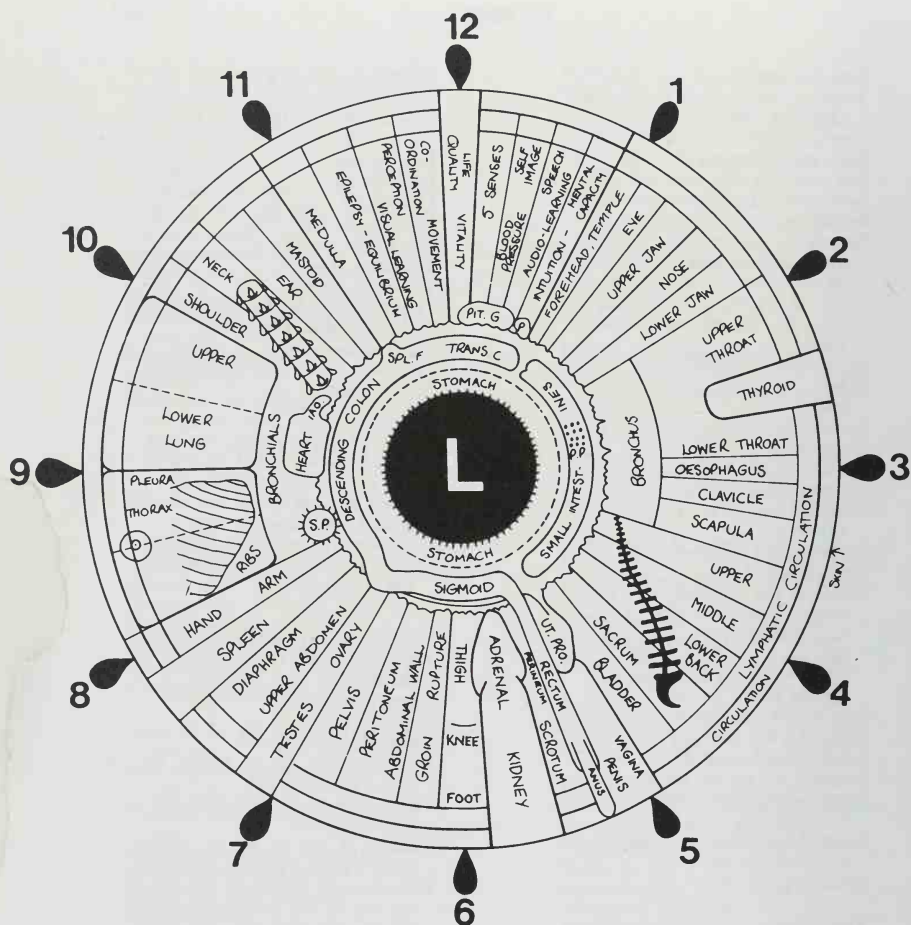 12
1
2
3
4
5
6
7
8
9
10
11
LIFE
QUALITY
VITALITY
5 SENSES
SELF
IMAGE
BLOOD
PRESSURE
SPEECH
AUDIO-LEARNING
MENTAL
CAPACITY
INTUITION -
FOREHEAD, TEMPLE
EYE
UPPER JAW
NOSE
LOWER JAW
UPPER
THROAT
THYROID
BRONCHUS
LOWER THROAT
OESOPHAGUS
CLAVICLE
SCAPULA
UPPER
MIDDLE
LOWER
BACK
LYMPHATIC CIRCULATION
CIRCULATION
SKIN ↑
SACRUM
BLADDER
VAGINA
PENIS
UT. PRO.
ANUS
RECTUM
PERINEUM
SCROTUM
ADRENAL
KIDNEY
THIGH
KNEE
FOOT
GROIN RUPTURE
ABDOMINAL WALL
PERITONEUM
PELVIS
OVARY
TESTES
UPPER ABDOMEN
DIAPHRAGM
SPLEEN
HAND ARM
RIBS
THORAX
PLEURA
LOWER
LUNG
UPPER
SHOULDER
NECK
EAR
MASTOID
MEDULLA
EPILEPSY - EQUILIBRIUM
VISUAL LEARNING
PERCEPTION
CO-
ORDINATION
MOVEMENT
PIT. G
P
BRONCHIALS
HEART
AO.
S.P.
DESCENDING COLON
SPL. F
TRANS C
INES
P P
SMALL INTEST.
SIGMOID
STOMACH
L
STOMACH